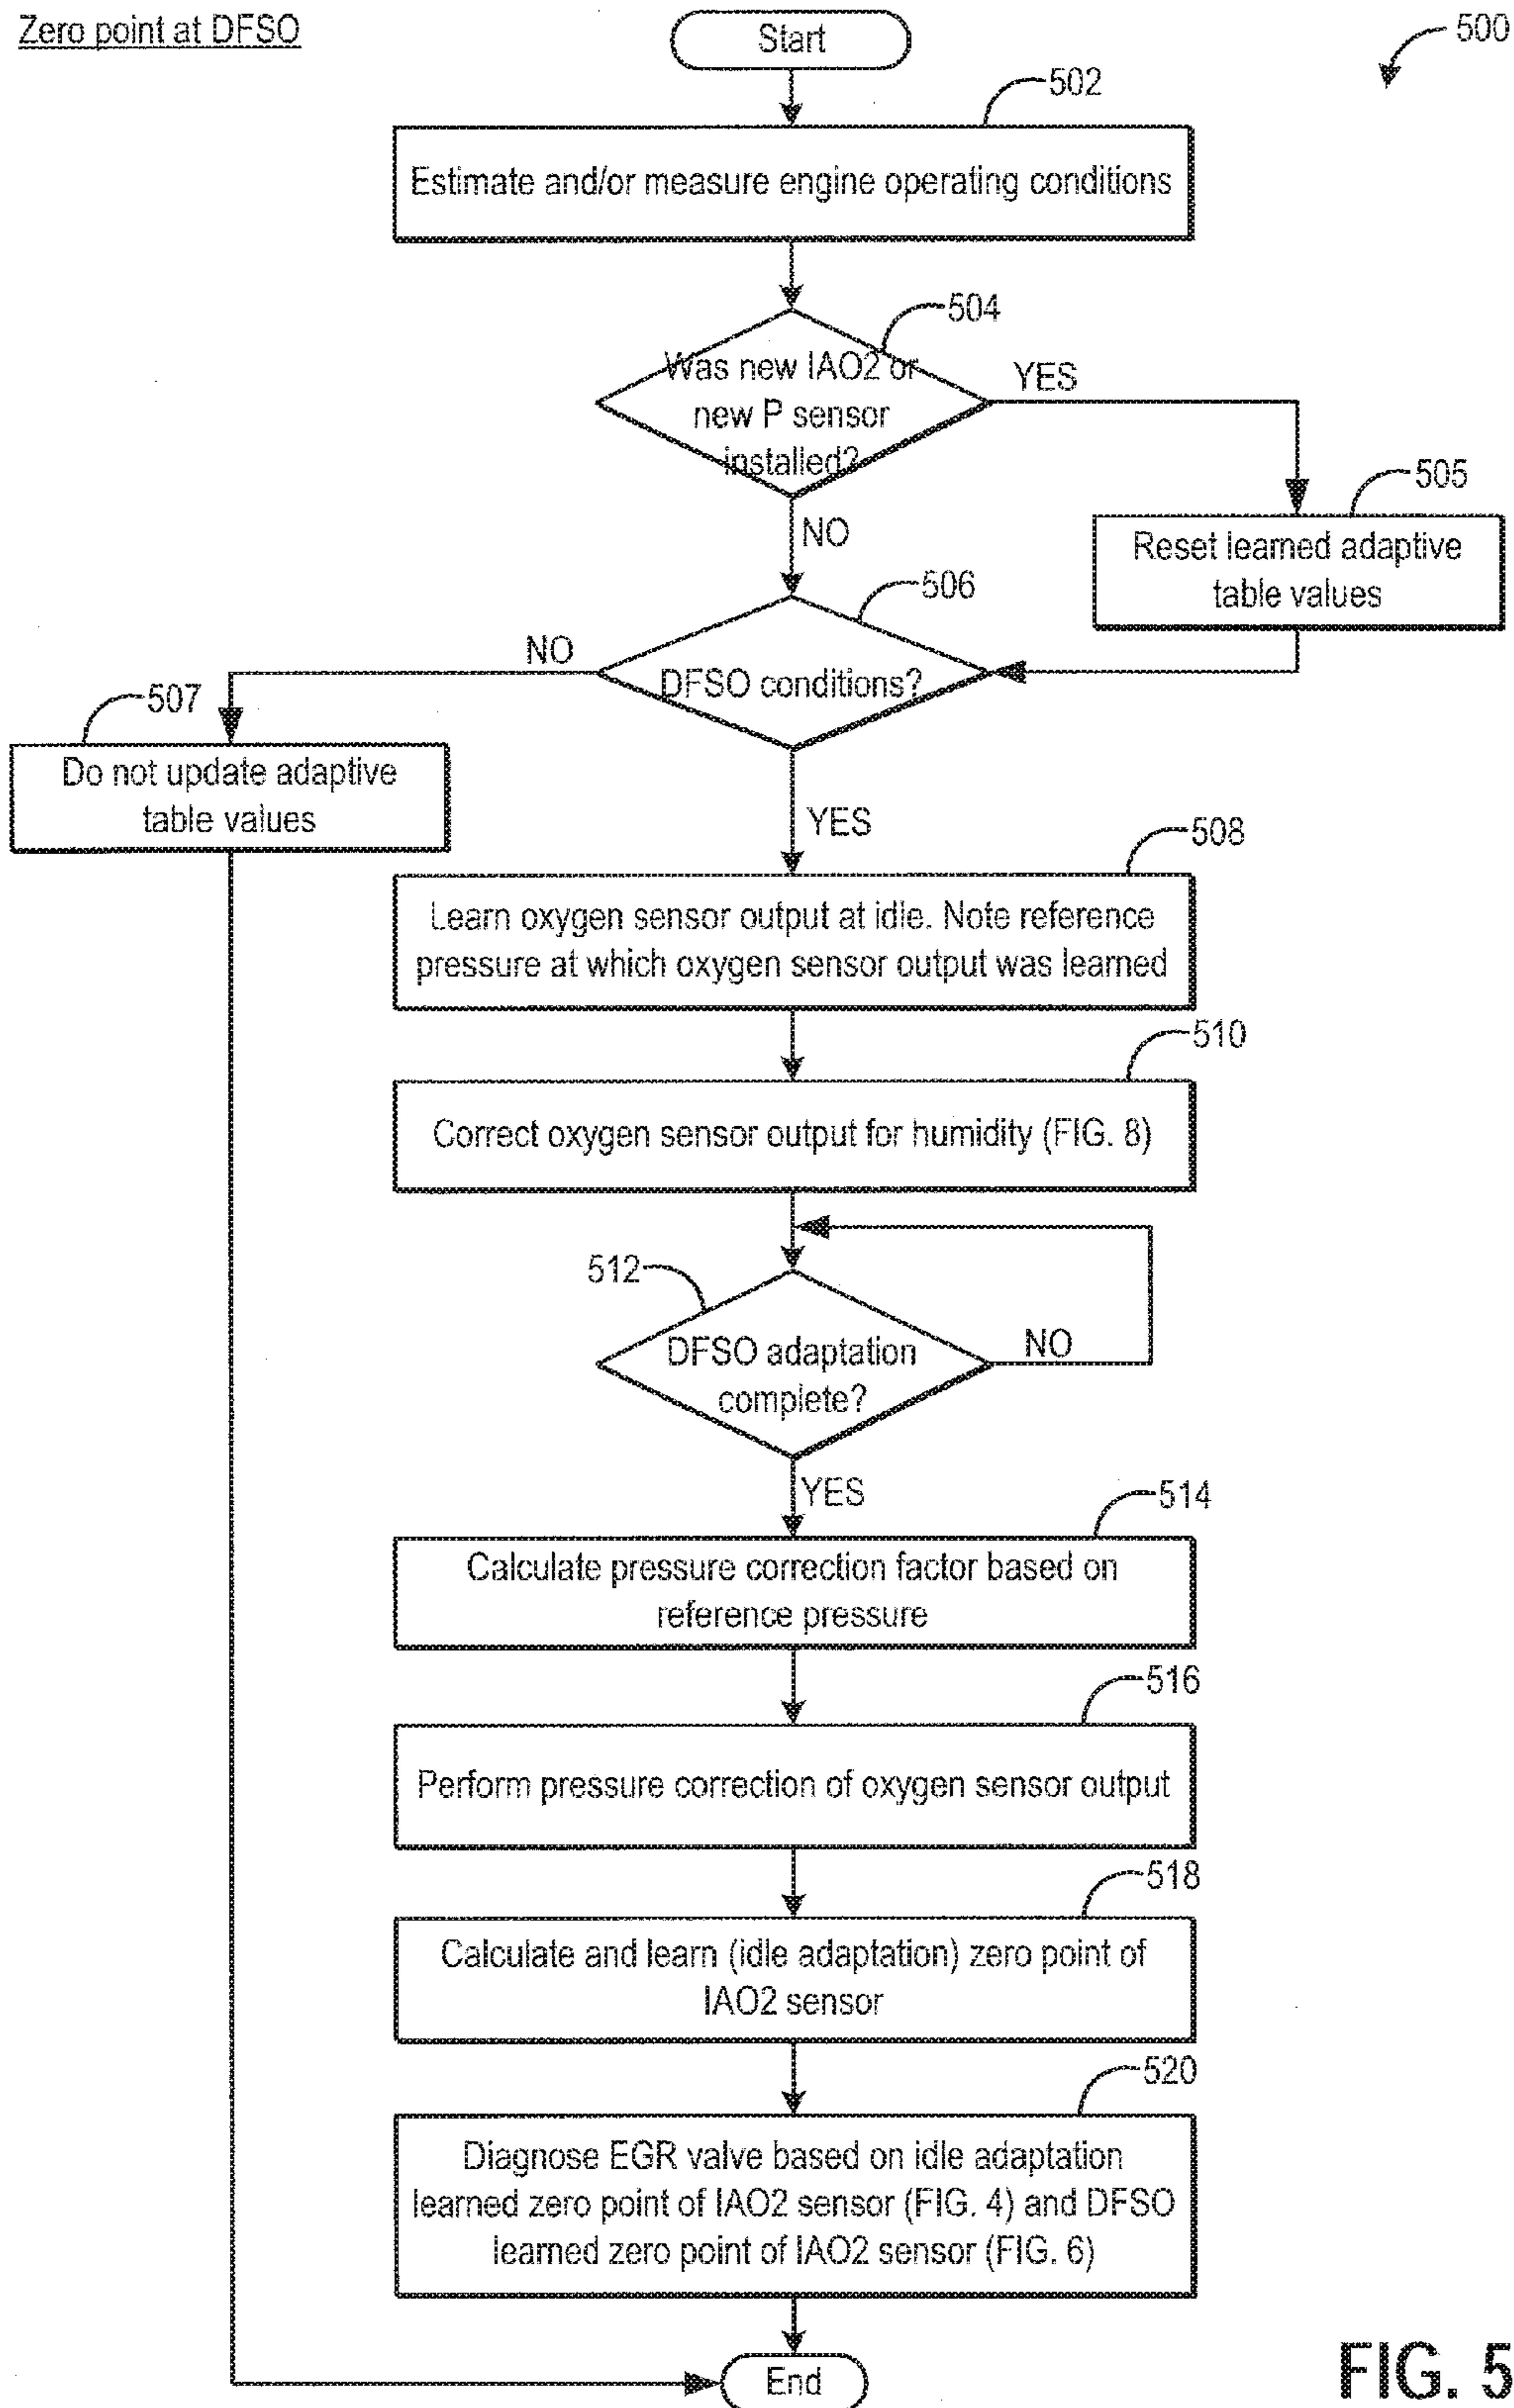 Zero point at DFSO
Start
500
502
Estimate and/or measure engine operating conditions
504
Was new IAO2 or
new P sensor
installed?
YES
NO
505
Reset learned adaptive
table values
506
DFSO conditions?
NO
507
Do not update adaptive
table values
YES
508
Learn oxygen sensor output at idle. Note reference
pressure at which oxygen sensor output was learned
510
Correct oxygen sensor output for humidity (FIG. 8)
512
DFSO adaptation
complete?
NO
YES
514
Calculate pressure correction factor based on
reference pressure
516
Perform pressure correction of oxygen sensor output
518
Calculate and learn (idle adaptation) zero point of
IAO2 sensor
520
Diagnose EGR valve based on idle adaptation
learned zero point of IAO2 sensor (FIG. 4) and DFSO
learned zero point of IAO2 sensor (FIG. 6)
End
FIG. 5